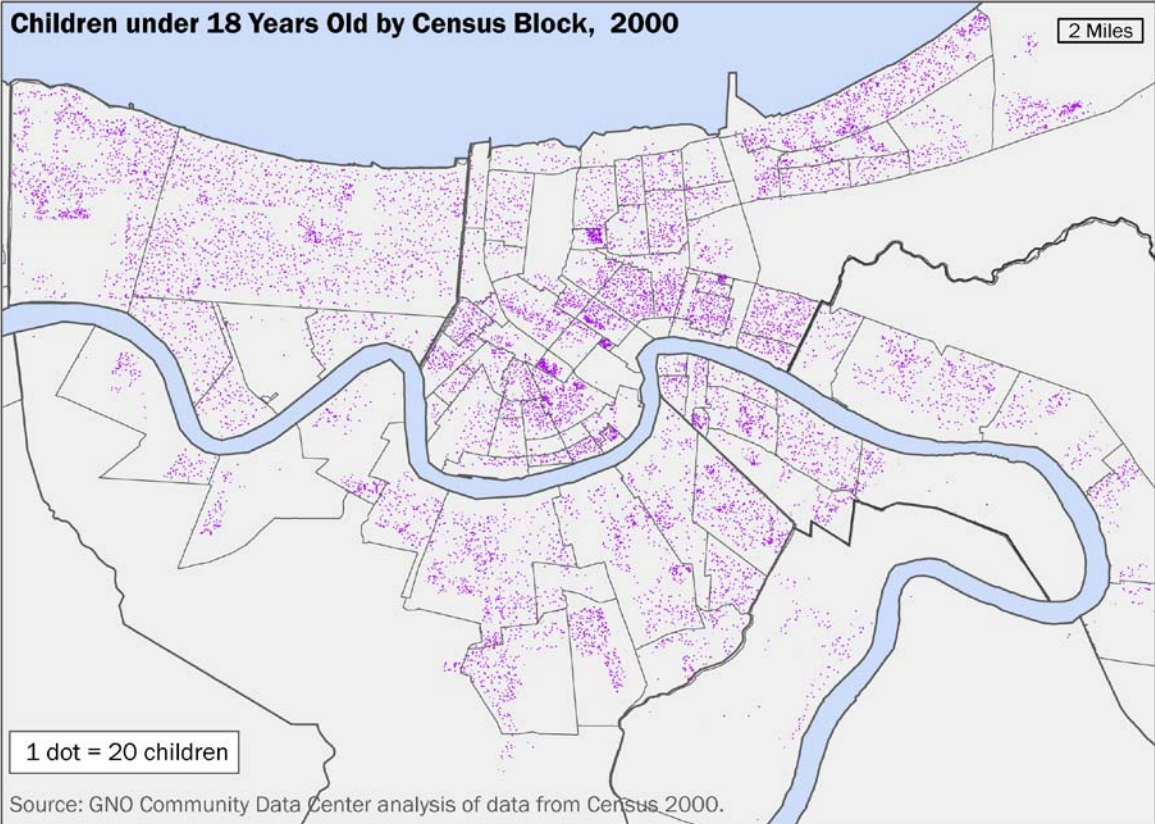 Children under 18 Years Old by Census Block, 2000
2 Miles
1 dot = 20 children
Source: GNO Community Data Center analysis of data from Census 2000.